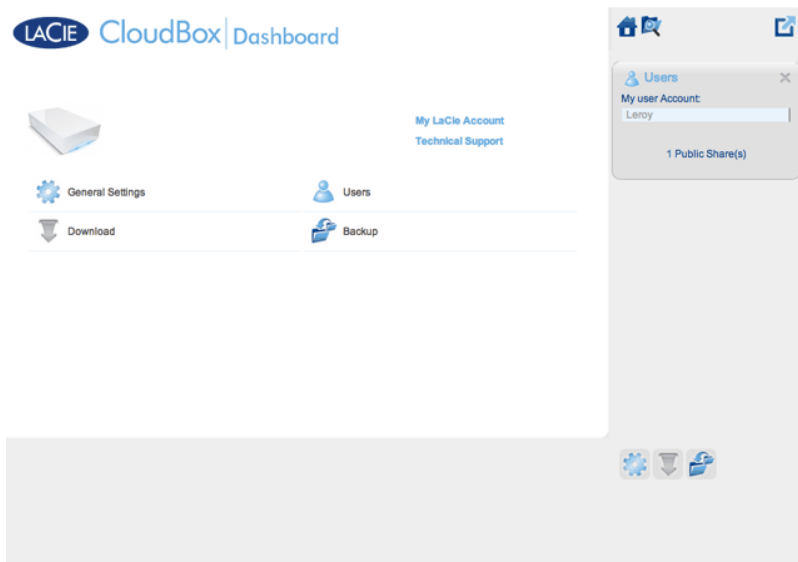 LACIE CloudBox Dashboard
My LaCie Account
Technical Support
General Settings
Users
Download
Backup
Users
My user Account:
Leroy
1 Public Share(s)